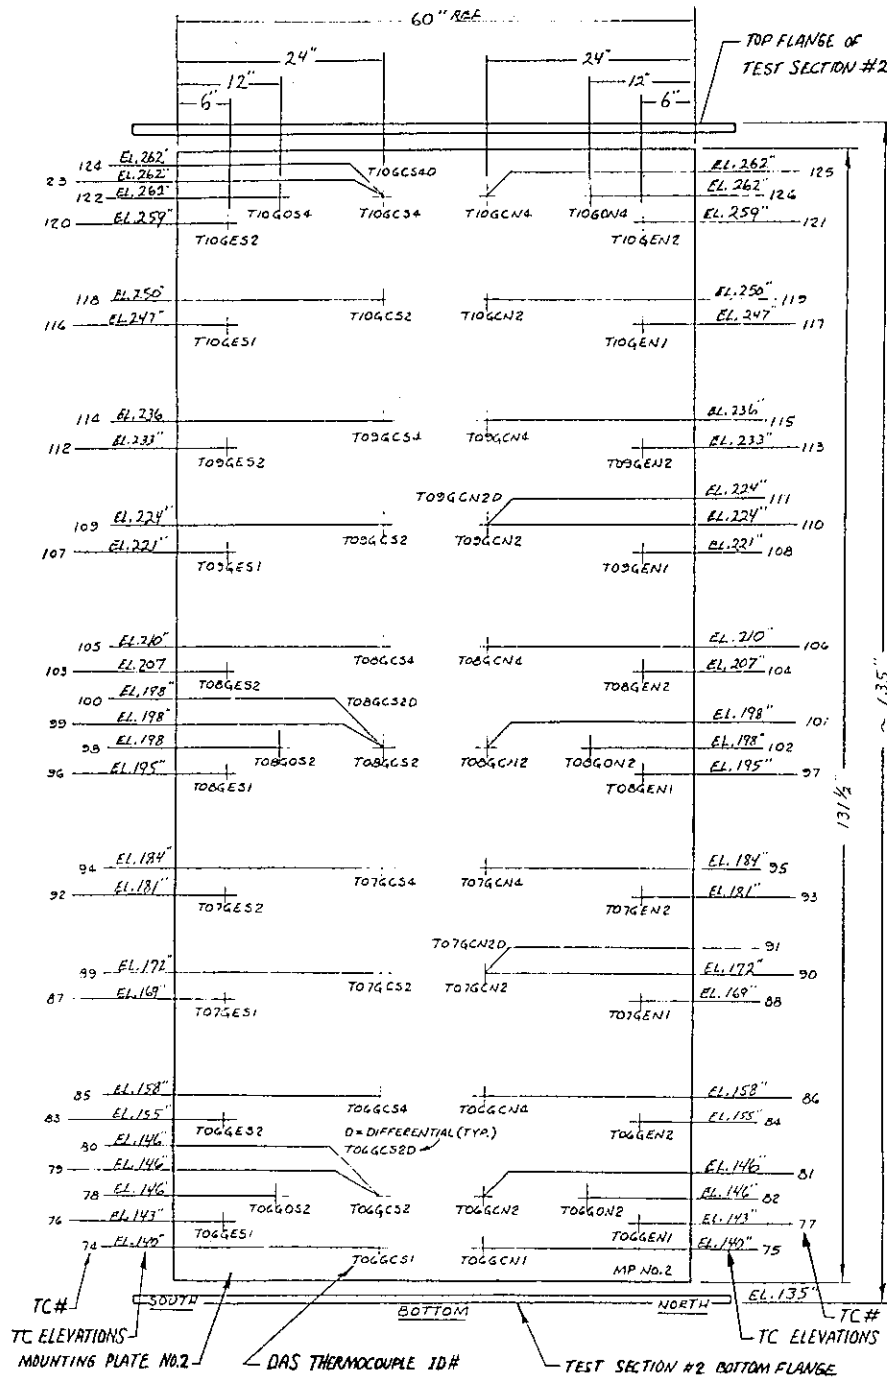 60" REF
24" 24"
12" 12"
6" 6"
TOP FLANGE OF
TEST SECTION #2
124 EL.262" T10GCS4D EL.262" 125
23 EL.262"
122 EL.262" T10GOS4 T10GCS4 T10GCN4 T10GON4 EL.262" 126
120 EL.259" T10GES2 T10GEN2 EL.259" 121
118 EL.250" T10GCS2 T10GCN2 EL.250" 119
116 EL.247" T10GES1 T10GEN1 EL.247" 117
114 EL.236 T09GCS4 T09GCN4 EL.236" 115
112 EL.233" T09GES2 T09GEN2 EL.233" 113
T09GCN2D EL.224" 111
109 EL.224" T09GCS2 T09GCN2 EL.224" 110
107 EL.221" T09GES1 T09GEN1 EL.221" 108
105 EL.210" T08GCS4 T08GCN4 EL.210" 106
103 EL.207 T08GES2 T08GEN2 EL.207" 104
100 EL.198" T08GCS2D
99 EL.198" EL.198" 101
98 EL.198 T08GOS2 T08GCS2 T08GCN2 T08GON2 EL.198" 102
96 EL.195" T08GES1 T08GEN1 EL.195" 97
131 1/2"
~ 135"
94 EL.184" T07GCS4 T07GCN4 EL.184" 95
92 EL.181" T07GES2 T07GEN2 EL.181" 93
T07GCN2D 91
89 EL.172" T07GCS2 T07GCN2 EL.172" 90
87 EL.169" T07GES1 T07GEN1 EL.169" 88
85 EL.158" T06GCS4 T06GCN4 EL.158" 86
83 EL.155" T06GES2 T06GEN2 EL.155" 84
D=DIFFERENTIAL (TYP.)
80 EL.146" T06GCS2D
79 EL.146" EL.146" 81
78 EL.146" T06GOS2 T06GCS2 T06GCN2 T06GON2 EL.146" 82
76 EL.143" T06GES1 T06GEN1 EL.143" 77
74 EL.140" T06GCS1 T06GCN1 EL.140" 75
MP NO.2
SOUTH BOTTOM NORTH EL.135"
TC# TC#
TC ELEVATIONS TC ELEVATIONS
MOUNTING PLATE NO.2 DAS THERMOCOUPLE ID# TEST SECTION #2 BOTTOM FLANGE